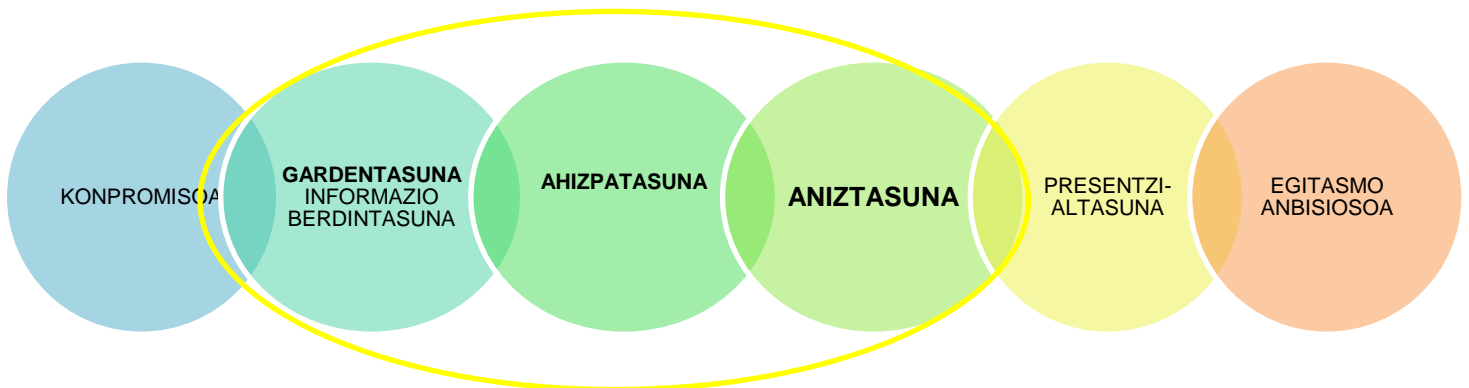 KONPROMISOA
GARDENTASUNA
INFORMAZIO
BERDINTASUNA
AHIZPATASUNA
ANIZTASUNA
PRESENTZI-
ALTASUNA
EGITASMO
ANBISIOSOA